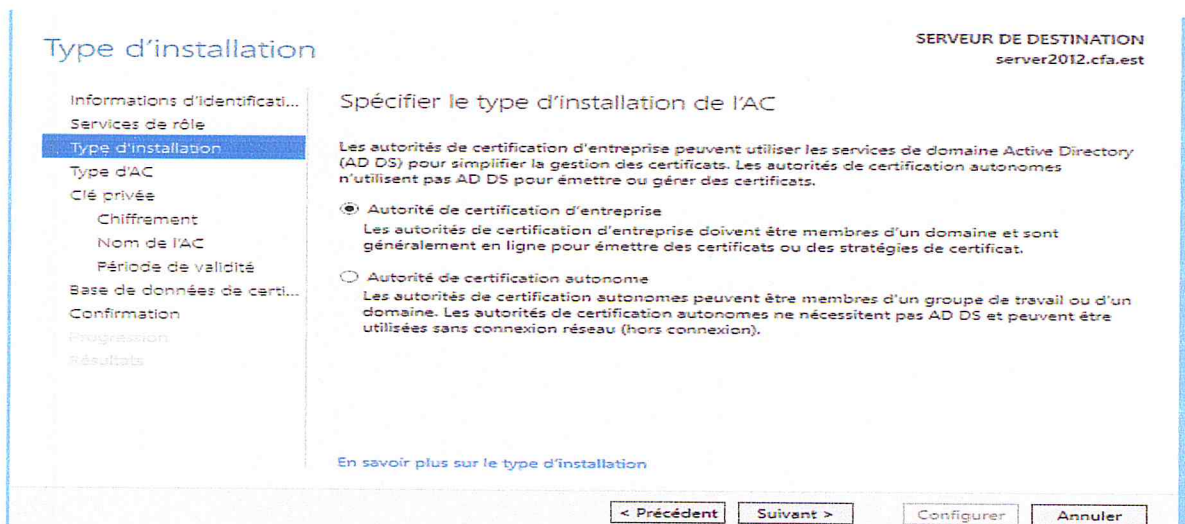 Type d'installation
SERVEUR DE DESTINATION
server2012.cfa.est
Informations d'identificati...
Services de rôle
Type d'installation
Type d'AC
Clé privée
Chiffrement
Nom de l'AC
Période de validité
Base de données de certi...
Confirmation
Progression
Résultats
Spécifier le type d'installation de l'AC
Les autorités de certification d'entreprise peuvent utiliser les services de domaine Active Directory
(AD DS) pour simplifier la gestion des certificats. Les autorités de certification autonomes
n'utilisent pas AD DS pour émettre ou gérer des certificats.
Autorité de certification d'entreprise
Les autorités de certification d'entreprise doivent être membres d'un domaine et sont
généralement en ligne pour émettre des certificats ou des stratégies de certificat.
Autorité de certification autonome
Les autorités de certification autonomes peuvent être membres d'un groupe de travail ou d'un
domaine. Les autorités de certification autonomes ne nécessitent pas AD DS et peuvent être
utilisées sans connexion réseau (hors connexion).
En savoir plus sur le type d'installation
< Précédent
Suivant >
Configurer
Annuler